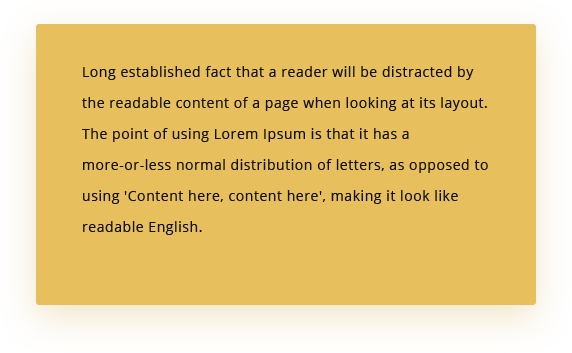 Long established fact that a reader will be distracted by
the readable content of a page when looking at its layout.
The point of using Lorem Ipsum is that it has a
more-or-less normal distribution of letters, as opposed to
using 'Content here, content here', making it look like
readable English.